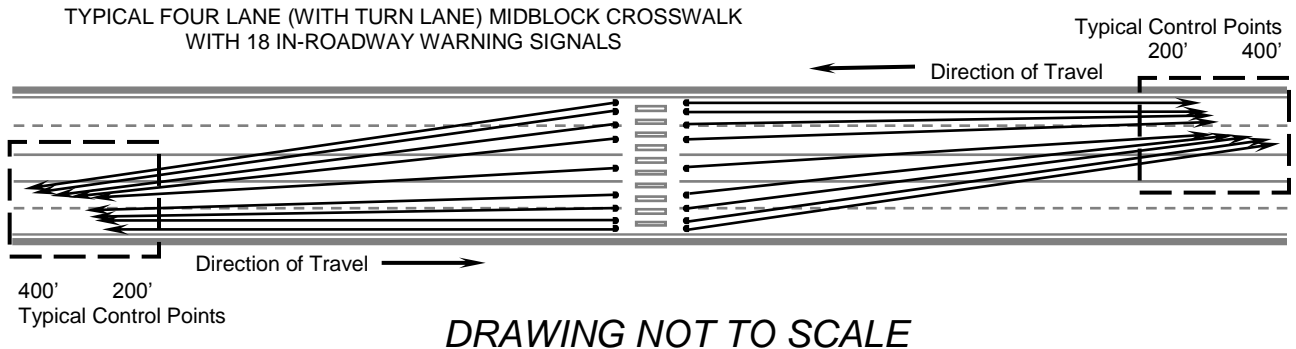 TYPICAL FOUR LANE (WITH TURN LANE) MIDBLOCK CROSSWALK
WITH 18 IN-ROADWAY WARNING SIGNALS
Typical Control Points
200’ 400’
Direction of Travel
Direction of Travel
400’ 200’
Typical Control Points
DRAWING NOT TO SCALE